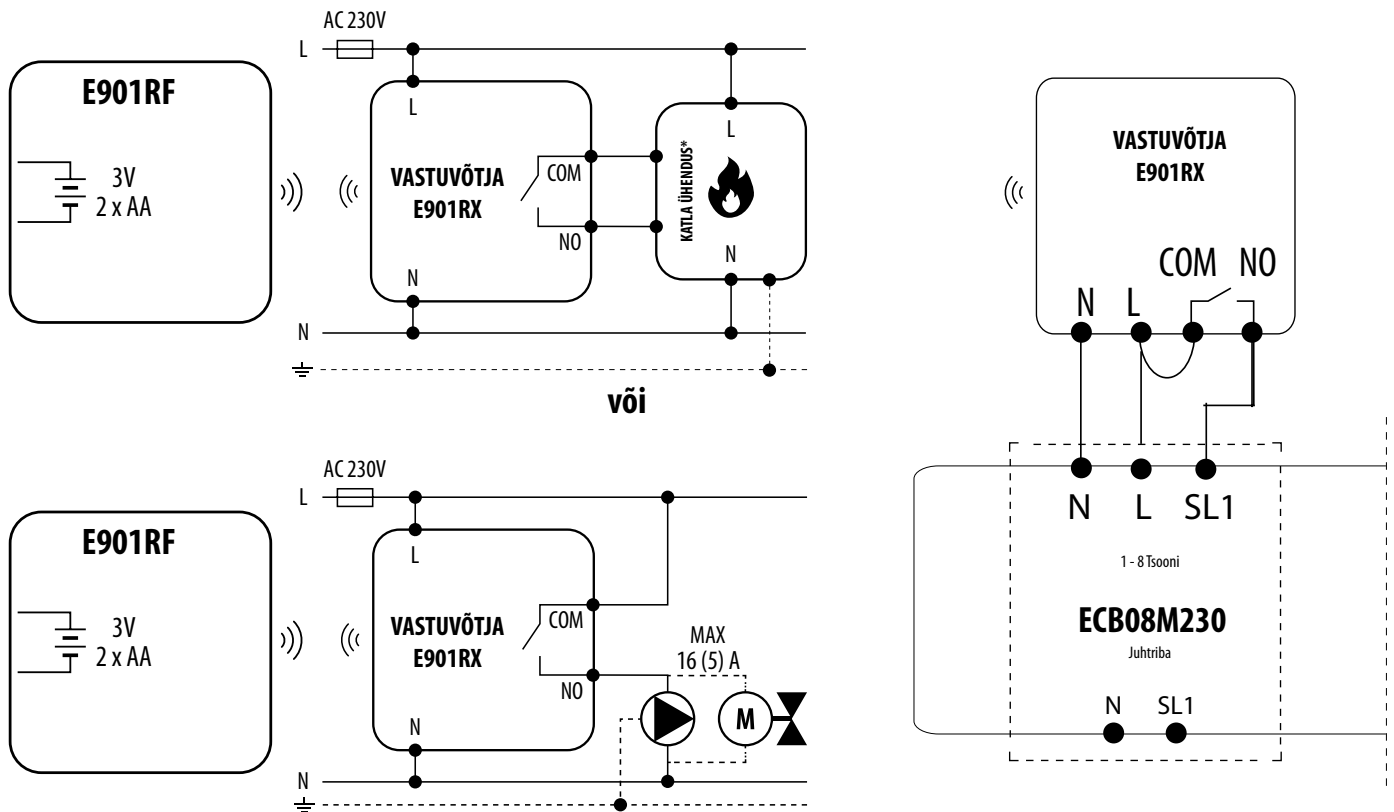 AC 230V
L
E901RF
3V
2 x AA
L
VASTUVÕTJA
E901RX
COM
NO
N
L
KATLA ÜHENDUS*
N
N
või
AC 230V
L
E901RF
3V
2 x AA
L
VASTUVÕTJA
E901RX
COM
NO
N
MAX
16 (5) A
M
N
VASTUVÕTJA
E901RX
COM NO
N L
N L SL1
1 - 8 Tsooni
ECB08M230
Juhtriba
N SL1